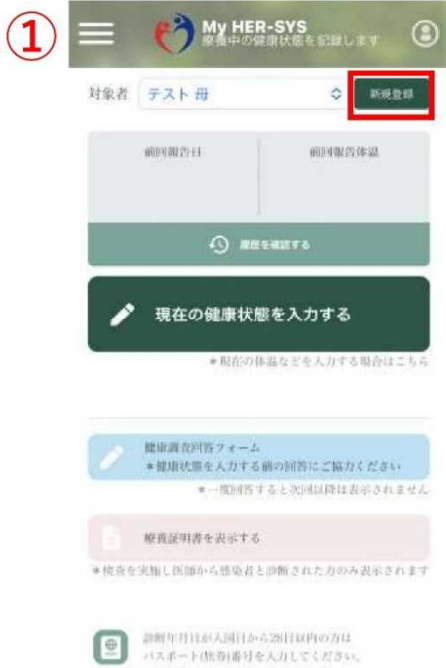 ①
My HER-SYS
療養中の健康状態を記録します
対象者 テスト 母 新規登録
前回報告日 前回報告体温
履歴を確認する
現在の健康状態を入力する
*現在の体温などを入力する場合はこちら
健康調査回答フォーム
*健康状態を入力する前の回答にご協力ください
*一度回答すると次回以降は表示されません
療養証明書を表示する
*検査を実施し医師から感染者と診断された方のみ表示されます
診断年月日が入国日から28日以内の方は
パスポート(旅券)番号を入力してください。